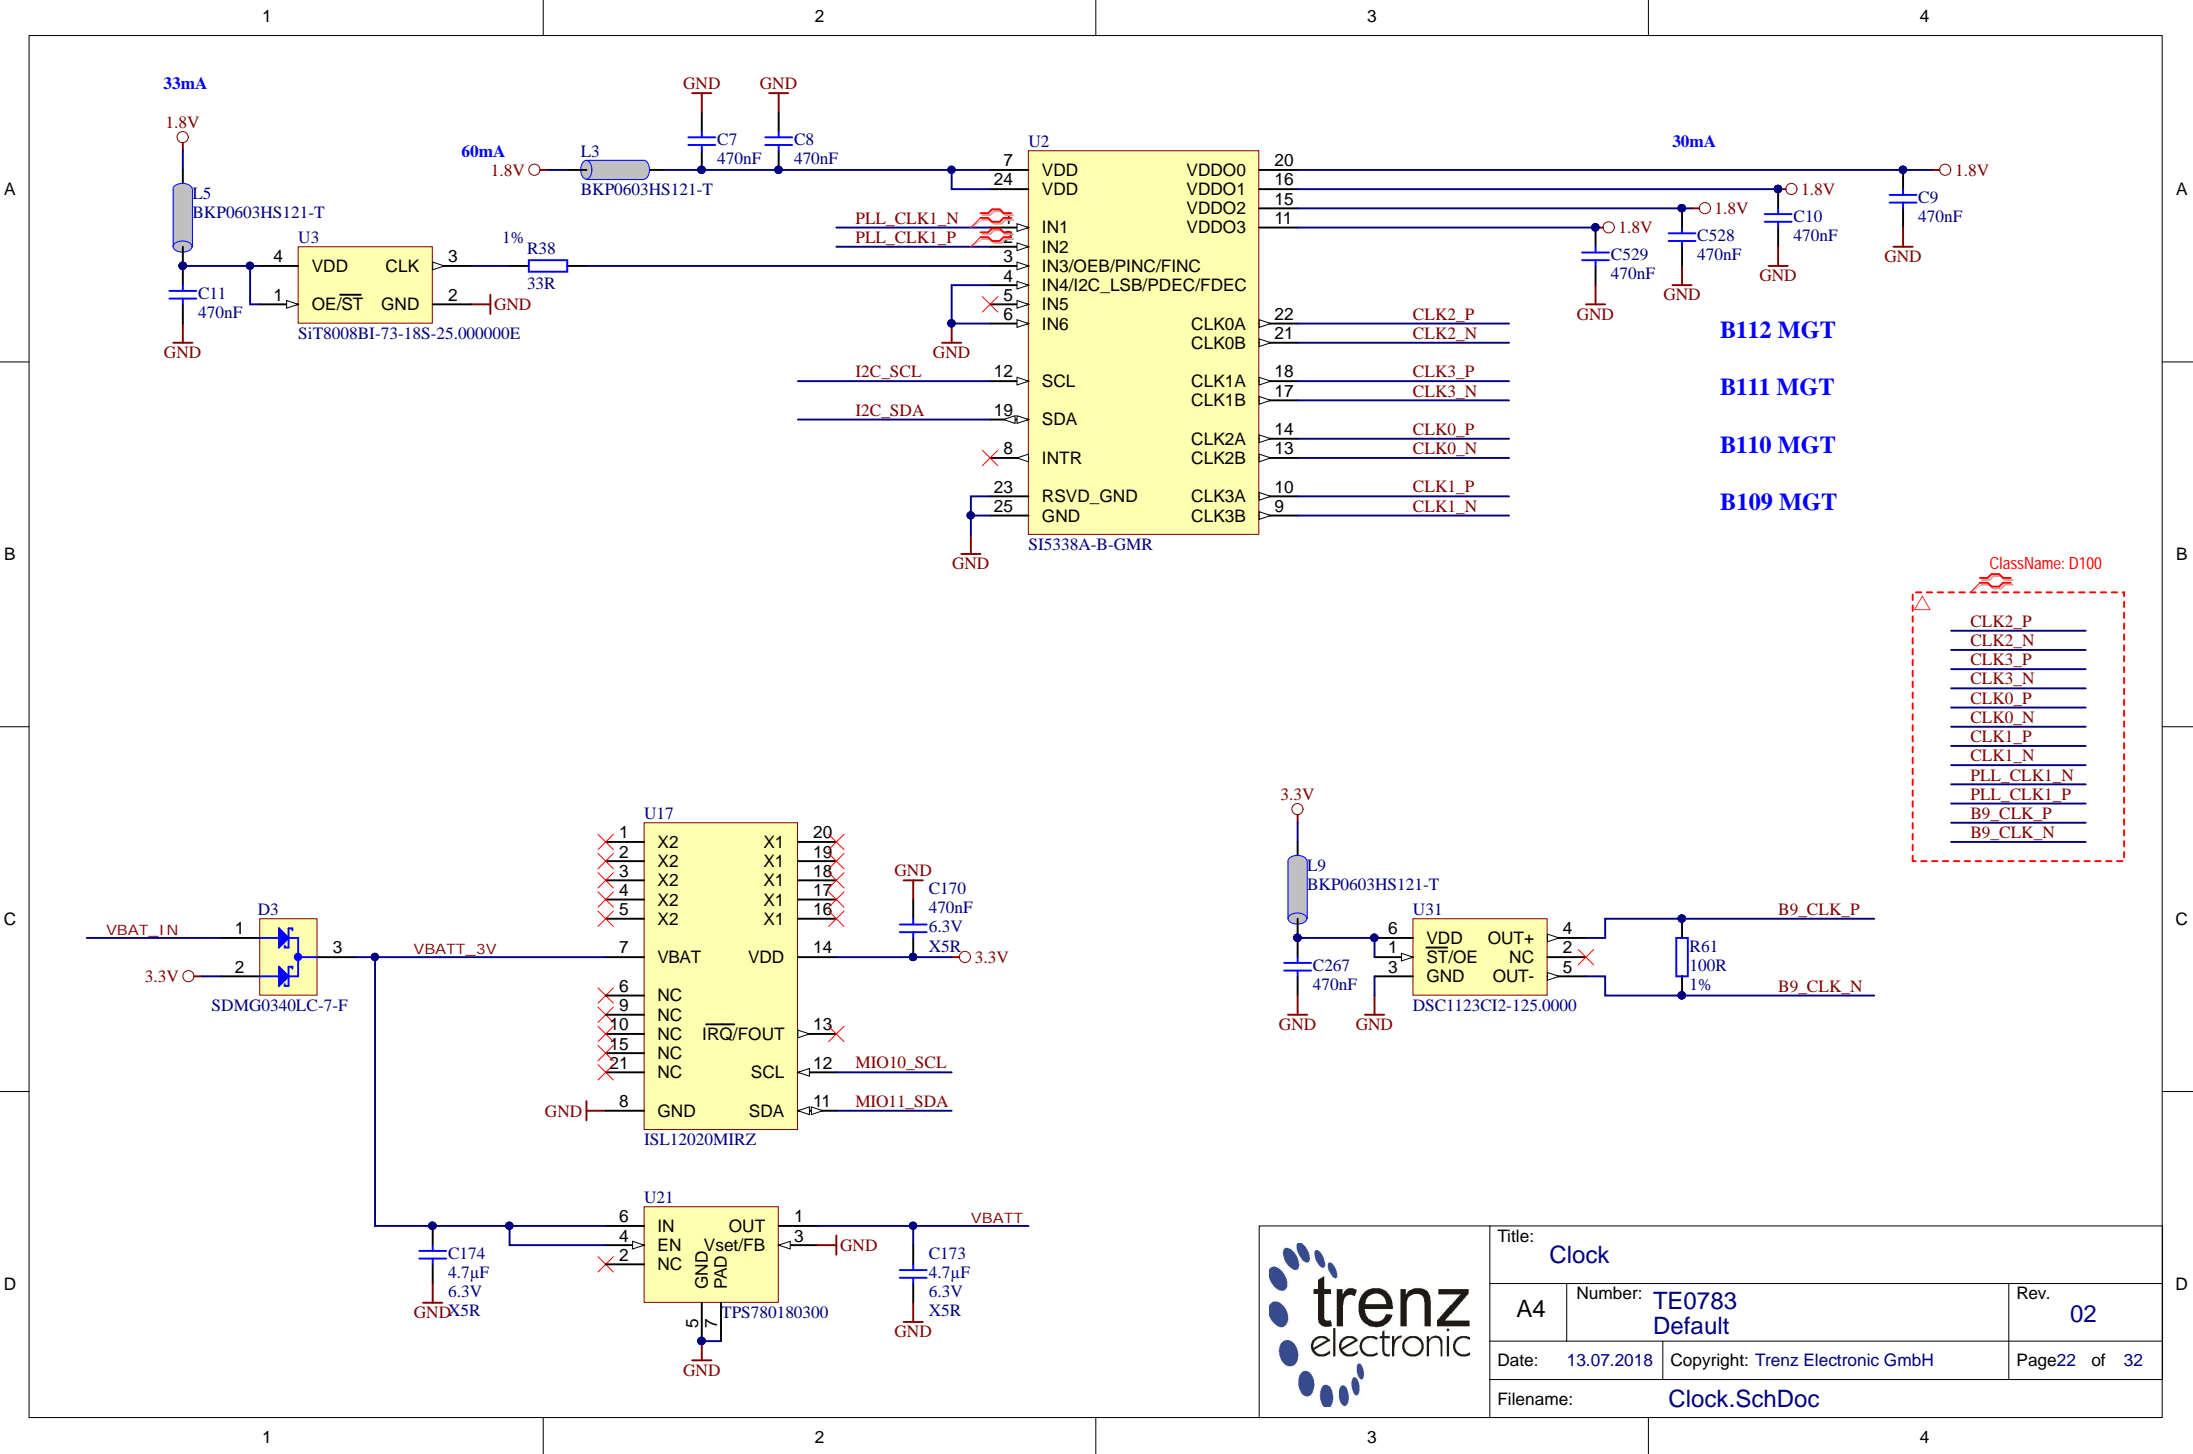 1 2 3 4
A A
B B
C C
D D
33mA
1.8V
L5
BKP0603HS121-T
C11
470nF
GND
U3
4 VDD CLK 3
1 OE/ST GND 2 GND
SiT8008BI-73-18S-25.000000E
1% R38
33R
60mA
1.8V
L3
BKP0603HS121-T
GND GND
C7 C8
470nF 470nF
U2
7 VDD VDDO0 20
24 VDD VDDO1 16
VDDO2 15
PLL_CLK1_N IN1 VDDO3 11
PLL_CLK1_P 2 IN2
3 IN3/OEB/PINC/FINC
4 IN4/I2C_LSB/PDEC/FDEC
5 IN5
6 IN6 CLK0A 22 CLK2_P
CLK0B 21 CLK2_N
GND
I2C_SCL 12 SCL CLK1A 18 CLK3_P
CLK1B 17 CLK3_N
I2C_SDA 19 SDA
CLK2A 14 CLK0_P
8 INTR CLK2B 13 CLK0_N
23 RSVD_GND CLK3A 10 CLK1_P
25 GND CLK3B 9 CLK1_N
GND
SI5338A-B-GMR
30mA
1.8V
1.8V
1.8V
1.8V
C9
470nF
GND
C10
470nF
GND
C528
470nF
GND
C529
470nF
GND
B112 MGT
B111 MGT
B110 MGT
B109 MGT
ClassName: D100
CLK2_P
CLK2_N
CLK3_P
CLK3_N
CLK0_P
CLK0_N
CLK1_P
CLK1_N
PLL_CLK1_N
PLL_CLK1_P
B9_CLK_P
B9_CLK_N
U17
1 X2 X1 20
2 X2 X1 19
3 X2 X1 18
4 X2 X1 17
5 X2 X1 16
7 VBAT VDD 14
6 NC
9 NC
10 NC IRQ/FOUT 13
15 NC
21 NC SCL 12 MIO10_SCL
GND 8 GND SDA 11 MIO11_SDA
ISL12020MIRZ
GND
C170
470nF
6.3V
X5R
3.3V
D3
VBAT_IN 1
3 VBATT_3V
3.3V 2
SDMG0340LC-7-F
U21
6 IN OUT 1 VBATT
4 EN Vset/FB 3 GND
2 NC
GND
PAD
5
7
GND
TPS780180300
C174
4.7µF
6.3V
X5R
GND
C173
4.7µF
6.3V
X5R
GND
3.3V
L9
BKP0603HS121-T
C267
470nF
GND
GND
U31
6 VDD OUT+ 4
1 ST/OE NC 2
3 GND OUT- 5
DSC1123CI2-125.0000
R61
100R
1%
B9_CLK_P
B9_CLK_N
trenz
electronic
Title:
Clock
A4
Number: TE0783
Default
Rev.
02
Date: 13.07.2018
Copyright: Trenz Electronic GmbH
Page22 of 32
Filename: Clock.SchDoc
1 2 3 4